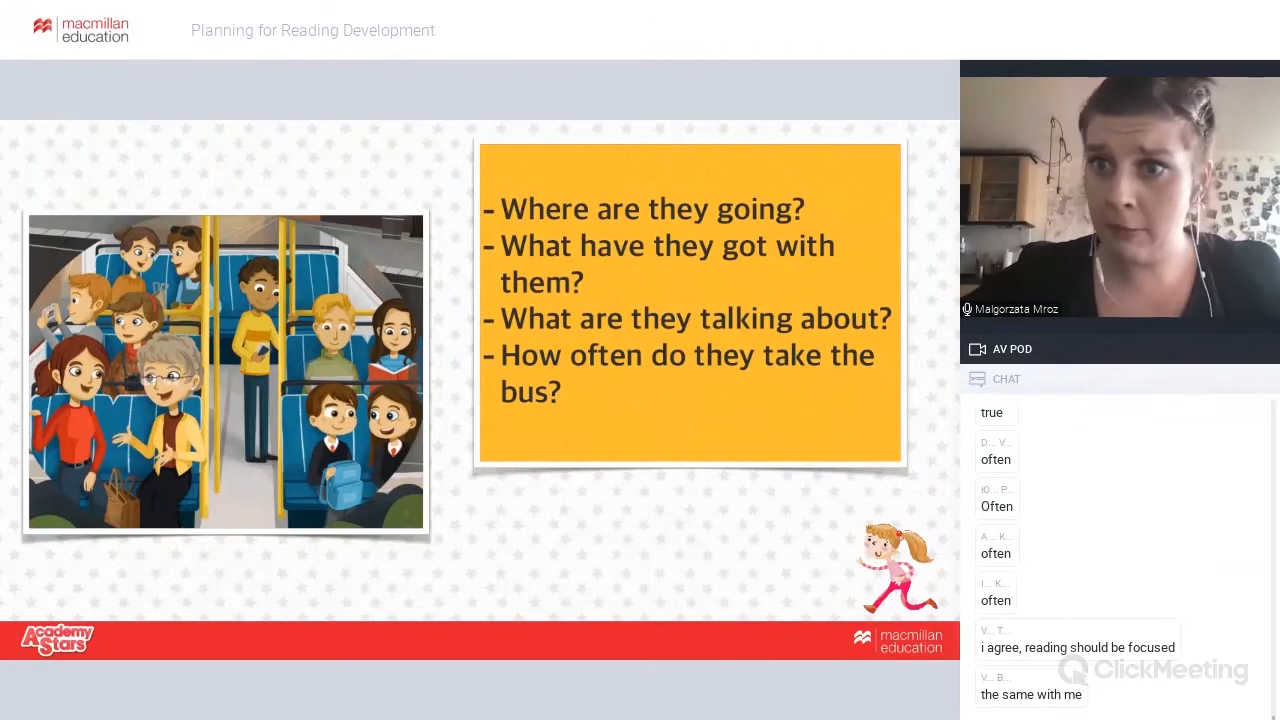 macmillan
education
Planning for Reading Development
- Where are they going?
- What have they got with
them?
- What are they talking about?
- How often do they take the
bus?
Academy
Stars
macmillan
education
Malgorzata Mroz
AV POD
CHAT
true
D... V...
often
Ю... Р...
Often
A... K...
often
I... K...
often
V... T...
i agree, reading should be focused
V... B...
the same with me
ClickMeeting